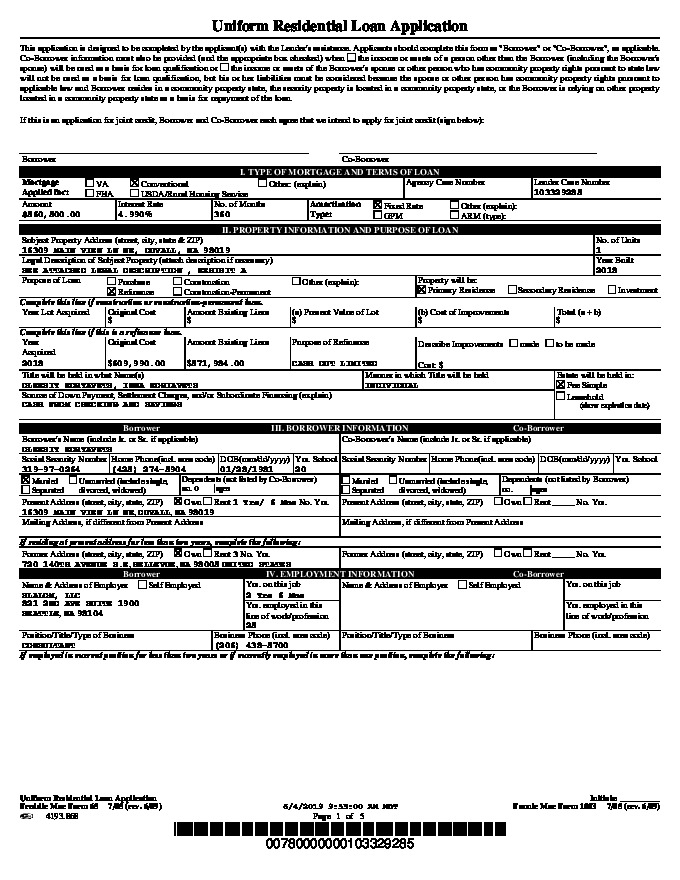 Uniform Residential Loan Application
This application is designed to be completed by the applicant(s) with the Lender's assistance. Applicants should complete this form as "Borrower" or "Co-Borrower", as applicable.
Co-Borrower information must also be provided (and the appropriate box checked) when ☐ the income or assets of a person other than the Borrower (including the Borrower's
spouse) will be used as a basis for loan qualification or ☐ the income or assets of the Borrower's spouse or other person who has community property rights pursuant to state law
will not be used as a basis for loan qualification, but his or her liabilities must be considered because the spouse or other person has community property rights pursuant to
applicable law and Borrower resides in a community property state, the security property is located in a community property state, or the Borrower is relying on other property
located in a community property state as a basis for repayment of the loan.
If this is an application for joint credit, Borrower and Co-Borrower each agree that we intend to apply for joint credit (sign below):
Borrower Co-Borrower
I. TYPE OF MORTGAGE AND TERMS OF LOAN
Mortgage ☐ VA ☒ Conventional ☐ Other: (explain) Agency Case Number Lender Case Number
Applied for: ☐ FHA ☐ USDA/Rural Housing Service 103329288
Amount Interest Rate No. of Months Amortization ☒ Fixed Rate ☐ Other (explain):
4.990% 360 Type: ☐ GPM ☐ ARM (type):
II. PROPERTY INFORMATION AND PURPOSE OF LOAN
Subject Property Address (street, city, state & ZIP) No. of Units
16309 MAIN VIEW LN NE, DUVALL, WA 98019 1
Legal Description of Subject Property (attach description if necessary) Year Built
SEE ATTACHED LEGAL DESCRIPTION , EXHIBIT A 2018
Purpose of Loan ☐ Purchase ☐ Construction ☐ Other (explain): Property will be:
☒ Refinance ☐ Construction-Permanent ☒ Primary Residence ☐ Secondary Residence ☐ Investment
Complete this line if construction or construction-permanent loan.
Year Lot Acquired Original Cost Amount Existing Liens (a) Present Value of Lot (b) Cost of Improvements Total (a + b)
$ $ $ $ $
Complete this line if this is a refinance loan.
Year Original Cost Amount Existing Liens Purpose of Refinance Describe Improvements ☐ made ☐ to be made
Acquired
2018 $609,990.00 $571,984.00 CASH OUT LIMITED Cost: $
Title will be held in what Name(s) Manner in which Title will be held Estate will be held in:
INDIVIDUAL ☒ Fee Simple
Source of Down Payment, Settlement Charges, and/or Subordinate Financing (explain) ☐ Leasehold
CASH FROM CHECKING AND SAVINGS (show expiration date)
Borrower III. BORROWER INFORMATION Co-Borrower
Borrower's Name (include Jr. or Sr. if applicable) Co-Borrower's Name (include Jr. or Sr. if applicable)
Social Security Number Home Phone(incl. area code) DOB(mm/dd/yyyy) Yrs. School Social Security Number Home Phone(incl. area code) DOB(mm/dd/yyyy) Yrs. School
319-97-0264 (425) 274-8904 01/28/1981 20
☒ Married ☐ Unmarried (include single, Dependents (not listed by Co-Borrower) ☐ Married ☐ Unmarried (include single, Dependents (not listed by Borrower)
☐ Separated divorced, widowed) no. 0 ages ☐ Separated divorced, widowed) no. ages
Present Address (street, city, state, ZIP) ☒ Own ☐ Rent 1 Yrs/ 6 Mos No. Yrs. Present Address (street, city, state, ZIP) ☐ Own ☐ Rent _____ No. Yrs.
16309 MAIN VIEW LN NE,DUVALL,WA 98019
Mailing Address, if different from Present Address Mailing Address, if different from Present Address
If residing at present address for less than two years, complete the following:
Former Address (street, city, state, ZIP) ☒ Own ☐ Rent 3 No. Yrs. Former Address (street, city, state, ZIP) ☐ Own ☐ Rent _____ No. Yrs.
720 140TH AVENUE S.E,BELLEVUE,WA 98005 UNITED STATES
Borrower IV. EMPLOYMENT INFORMATION Co-Borrower
Name & Address of Employer ☐ Self Employed Yrs. on this job Name & Address of Employer ☐ Self Employed Yrs. on this job
SLALOM, LLC 2 Yrs 6 Mos
821 2ND AVE SUITE 1900 Yrs. employed in this Yrs. employed in this
SEATTLE,WA 98104 line of work/profession line of work/profession
Position/Title/Type of Business Business Phone (incl. area code) Position/Title/Type of Business Business Phone (incl. area code)
CONSULTANT (206) 438-5700
If employed in current position for less than two years or if currently employed in more than one position, complete the following:
Uniform Residential Loan Application Initials:
Freddie Mac Form 65 7/05 (rev. 6/09) 6/4/2019 9:53:00 AM MDT Fannie Mae Form 1003 7/05 (rev. 6/09)
4193.868 Page 1 of 5
00780000000103329285